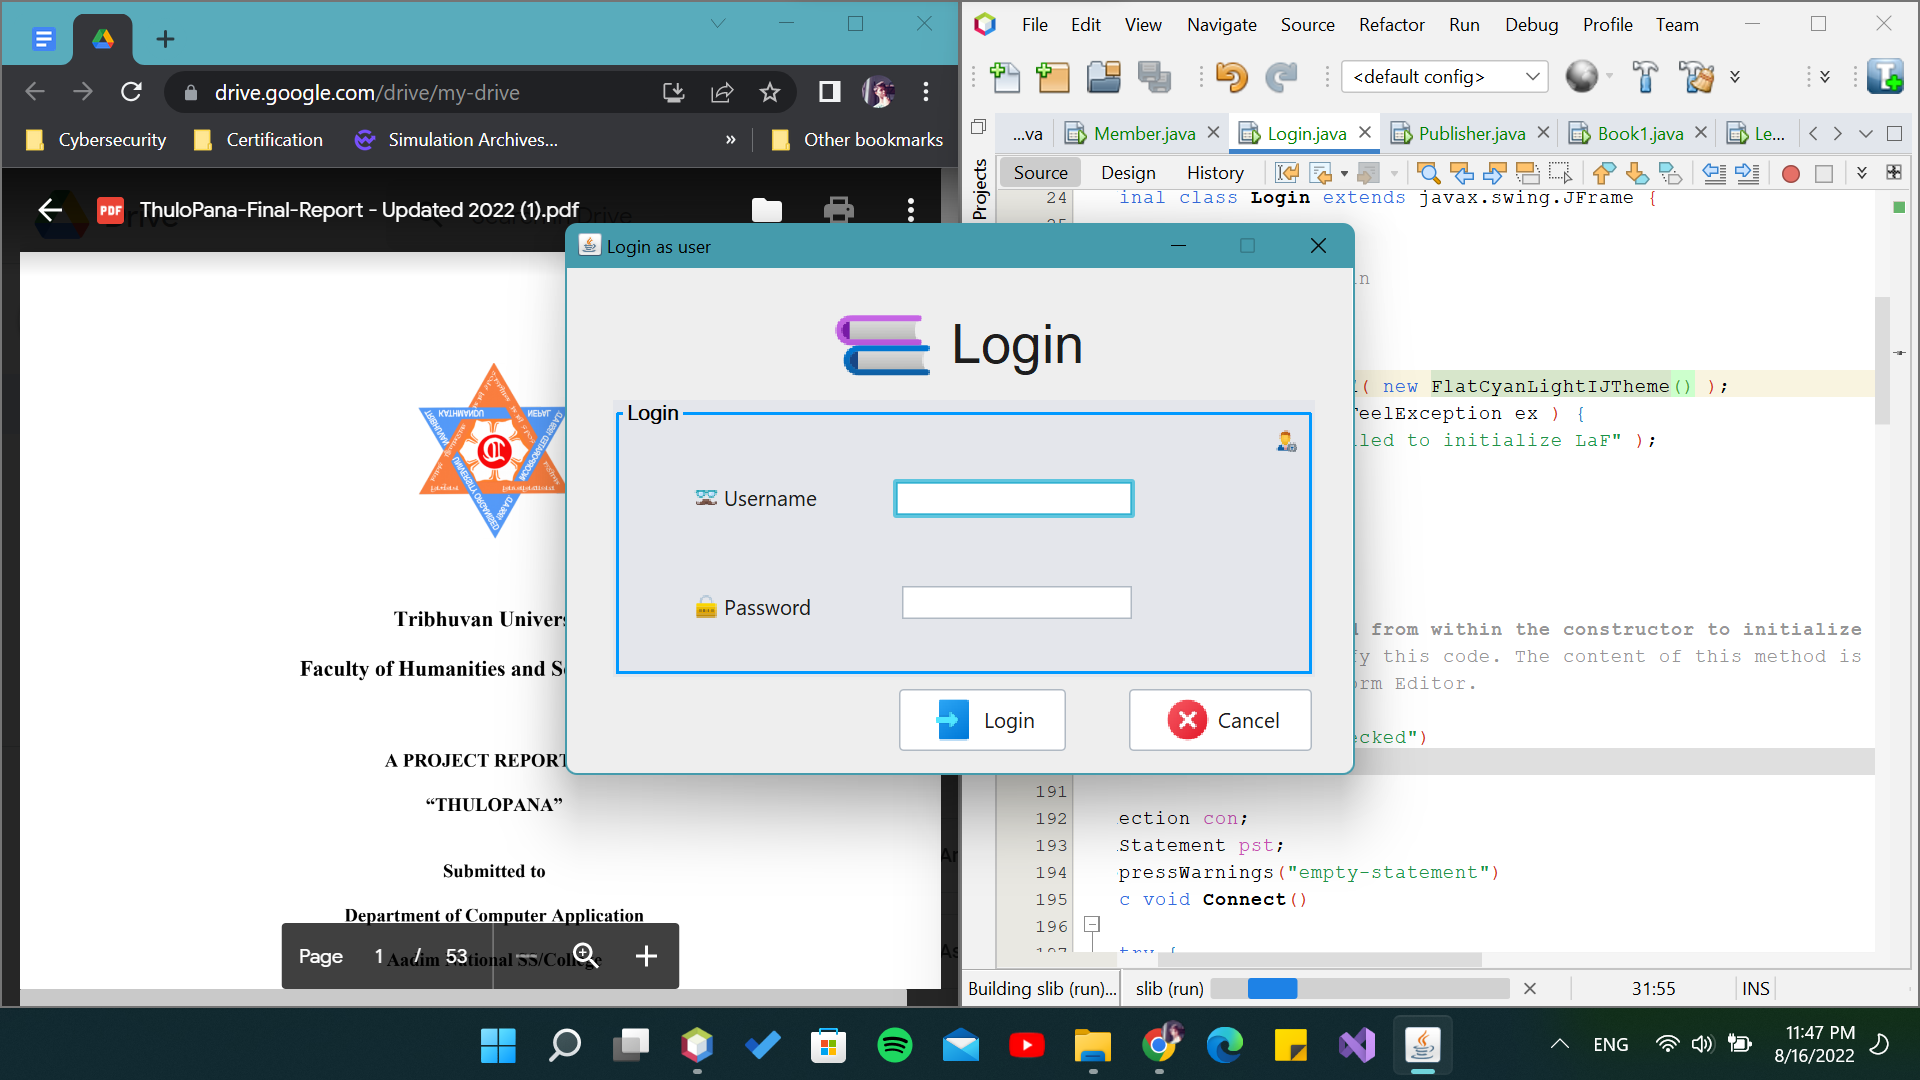 drive.google.com/drive/my-drive
Cybersecurity Certification Simulation Archives... » Other bookmarks
PDF ThuloPana-Final-Report - Updated 2022 (1).pdf
Tribhuvan Univers
Faculty of Humanities and S
A PROJECT REPORT
“THULOPANA”
Submitted to
Department of Computer Application
Aadim National SS/College
Page 1 / 53
File Edit View Navigate Source Refactor Run Debug Profile Team
<default config>
...va Member.java Login.java Publisher.java Book1.java Le...
Source Design History
Projects
24 inal class Login extends javax.swing.JFrame {
in
( new FlatCyanLightIJTheme() );
eelException ex ) {
led to initialize LaF" );
d from within the constructor to initialize
fy this code. The content of this method is
rm Editor.
cked")
191
192 ection con;
193 Statement pst;
194 pressWarnings("empty-statement")
195 c void Connect()
196
197 try {
Building slib (run)... slib (run) 31:55 INS
Login as user
Login
Login
Username
Password
Login Cancel
ENG 11:47 PM
8/16/2022